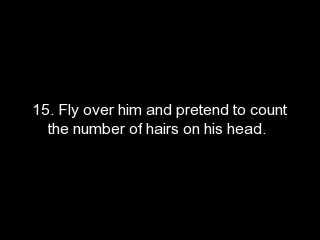 15. Fly over him and pretend to count
the number of hairs on his head.